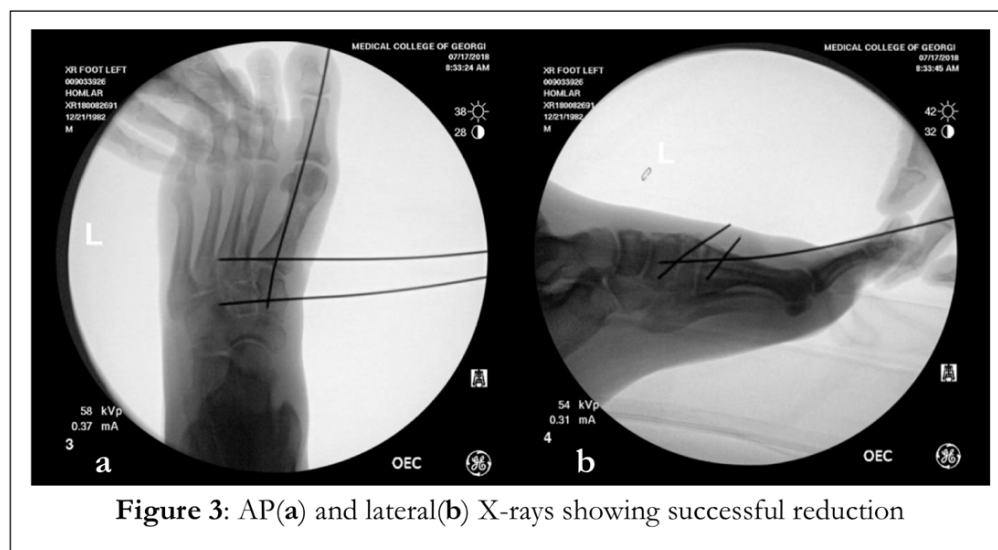 MEDICAL COLLEGE OF GEORGI
07/17/2018
8:33:24 AM
XR FOOT LEFT
009033926
HOMLAR
XR180082691
12/21/1982
M
38
28
L
58 kVp
0.37 mA
3
a
OEC
MEDICAL COLLEGE OF GEORGI
07/17/2018
8:33:45 AM
XR FOOT LEFT
009033926
HOMLAR
XR180082691
12/21/1982
M
42
32
L
54 kVp
0.31 mA
4
b
OEC
Figure 3: AP(a) and lateral(b) X-rays showing successful reduction